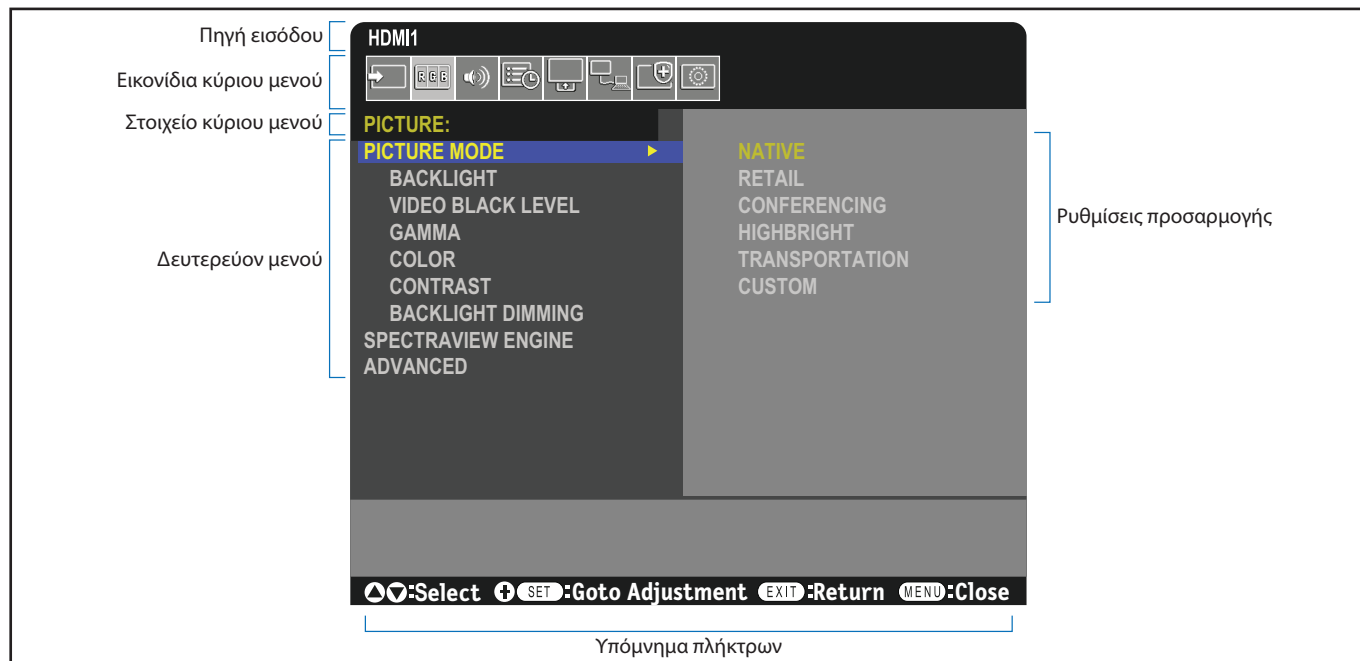 Πηγή εισόδου
HDMI1
Εικονίδια κύριου μενού
RGB
Στοιχείο κύριου μενού
PICTURE:
PICTURE MODE
BACKLIGHT
VIDEO BLACK LEVEL
GAMMA
COLOR
CONTRAST
BACKLIGHT DIMMING
SPECTRAVIEW ENGINE
ADVANCED
Δευτερεύον μενού
NATIVE
RETAIL
CONFERENCING
HIGHBRIGHT
TRANSPORTATION
CUSTOM
Ρυθμίσεις προσαρμογής
:Select SET:Goto Adjustment EXIT:Return MENU:Close
Υπόμνημα πλήκτρων